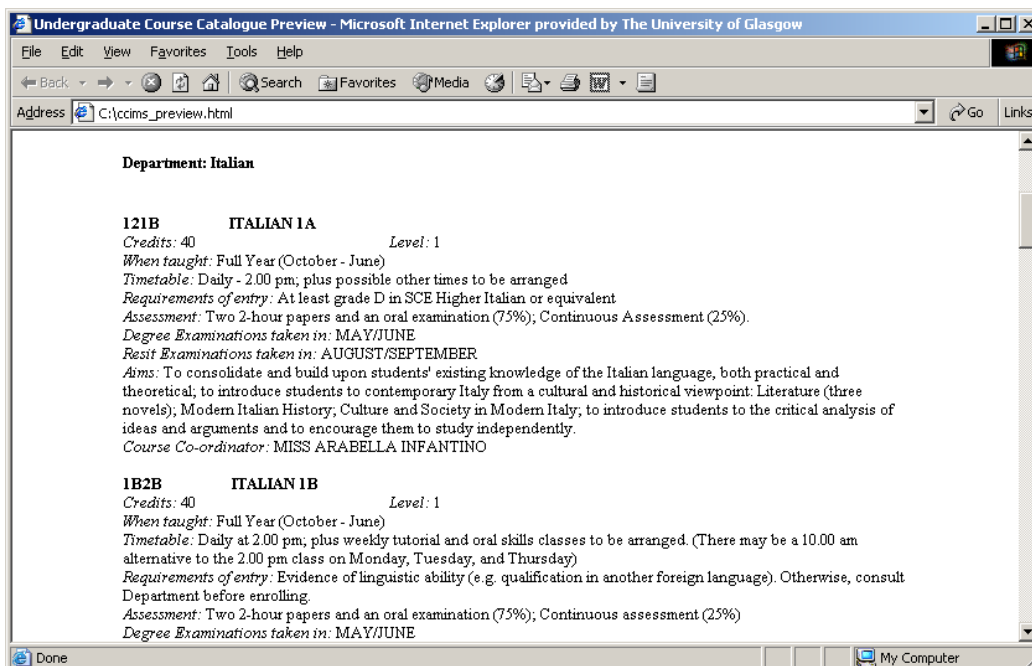 Undergraduate Course Catalogue Preview - Microsoft Internet Explorer provided by The University of Glasgow
File Edit View Favorites Tools Help
Back Search Favorites Media
Address C:\ccims_preview.html Go Links
Department: Italian
121B ITALIAN 1A
Credits: 40 Level: 1
When taught: Full Year (October - June)
Timetable: Daily - 2.00 pm; plus possible other times to be arranged
Requirements of entry: At least grade D in SCE Higher Italian or equivalent
Assessment: Two 2-hour papers and an oral examination (75%); Continuous Assessment (25%).
Degree Examinations taken in: MAY/JUNE
Resit Examinations taken in: AUGUST/SEPTEMBER
Aims: To consolidate and build upon students' existing knowledge of the Italian language, both practical and
theoretical; to introduce students to contemporary Italy from a cultural and historical viewpoint: Literature (three
novels); Modern Italian History; Culture and Society in Modern Italy; to introduce students to the critical analysis of
ideas and arguments and to encourage them to study independently.
Course Co-ordinator: MISS ARABELLA INFANTINO
1B2B ITALIAN 1B
Credits: 40 Level: 1
When taught: Full Year (October - June)
Timetable: Daily at 2.00 pm; plus weekly tutorial and oral skills classes to be arranged. (There may be a 10.00 am
alternative to the 2.00 pm class on Monday, Tuesday, and Thursday)
Requirements of entry: Evidence of linguistic ability (e.g. qualification in another foreign language). Otherwise, consult
Department before enrolling.
Assessment: Two 2-hour papers and an oral examination (75%); Continuous assessment (25%)
Degree Examinations taken in: MAY/JUNE
Done My Computer